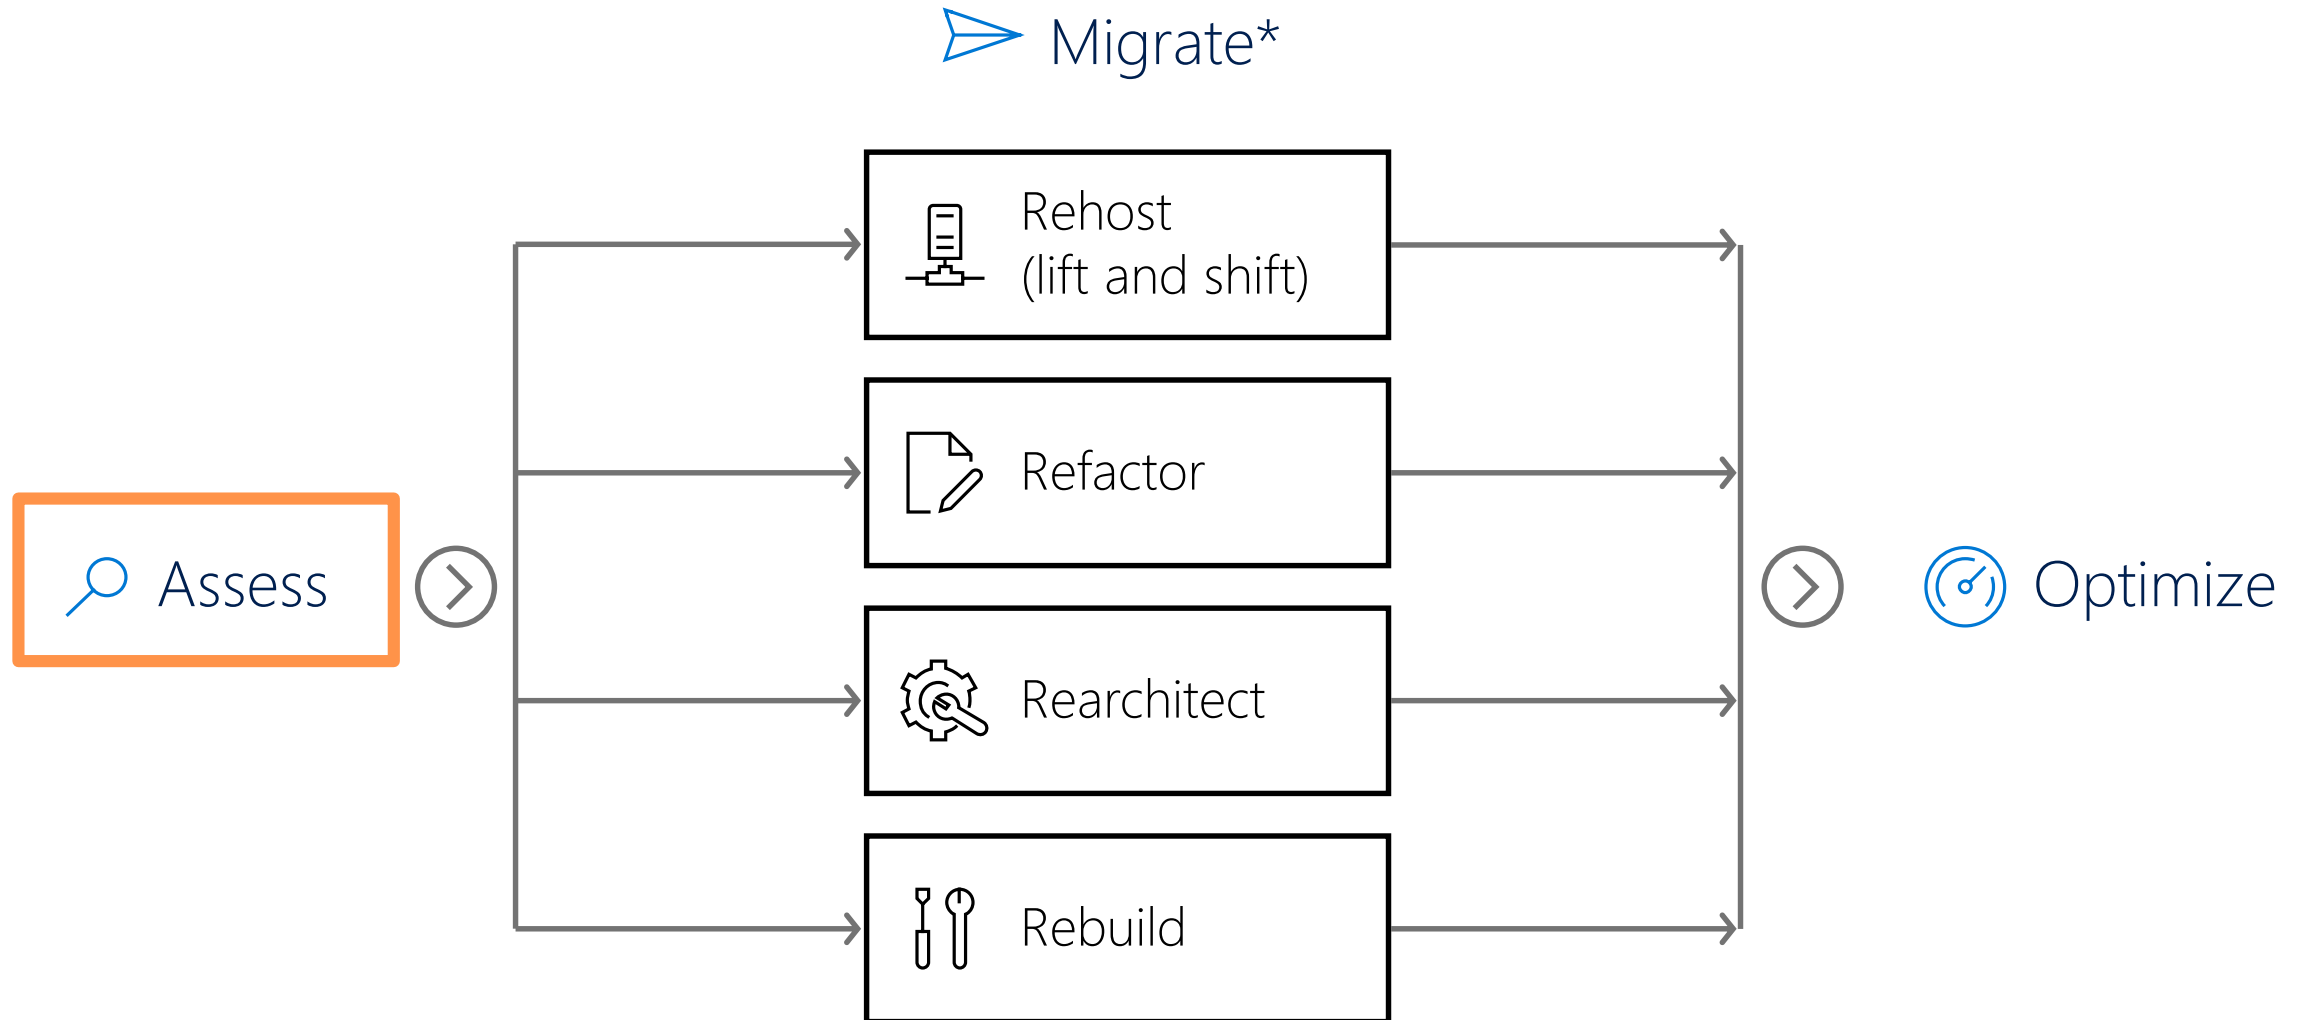 Migrate*
Rehost
(lift and shift)
Refactor
Assess
Optimize
Rearchitect
Rebuild